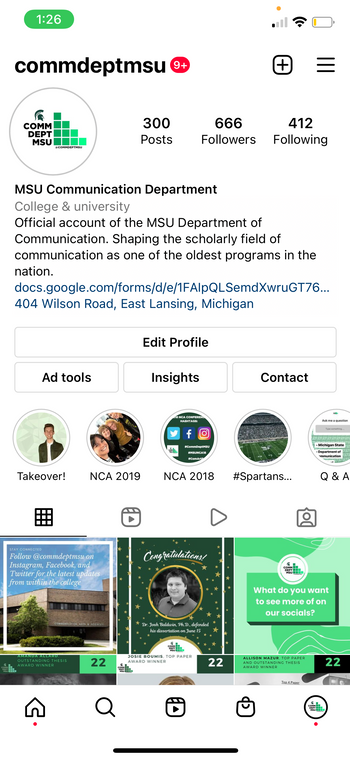 1:26
commdeptmsu 9+
COMM
DEPT
MSU
300 666 412
Posts Followers Following
MSU Communication Department
College & university
Official account of the MSU Department of
Communication. Shaping the scholarly field of
communication as one of the oldest programs in the
nation.
docs.google.com/forms/d/e/1FAIpQLSemdXwruGT76...
404 Wilson Road, East Lansing, Michigan
Edit Profile
Ad tools Insights Contact
Takeover! NCA 2019 NCA 2018 #Spartans... Q & A
Follow @commdeptmsu on
Instagram, Facebook, and
Twitter for the latest updates
from within the college
OUTSTANDING THESIS
AWARD WINNER
22
Congratulations!
Dr. Josh Baldwin, Ph.D., defended
his dissertation on June 15
JOSIE BOUMIS, TOP PAPER
AWARD WINNER
22
What do you want
to see more of on
our socials?
ALLISON MAZUR, TOP PAPER
AND OUTSTANDING THESIS
AWARD WINNER
22